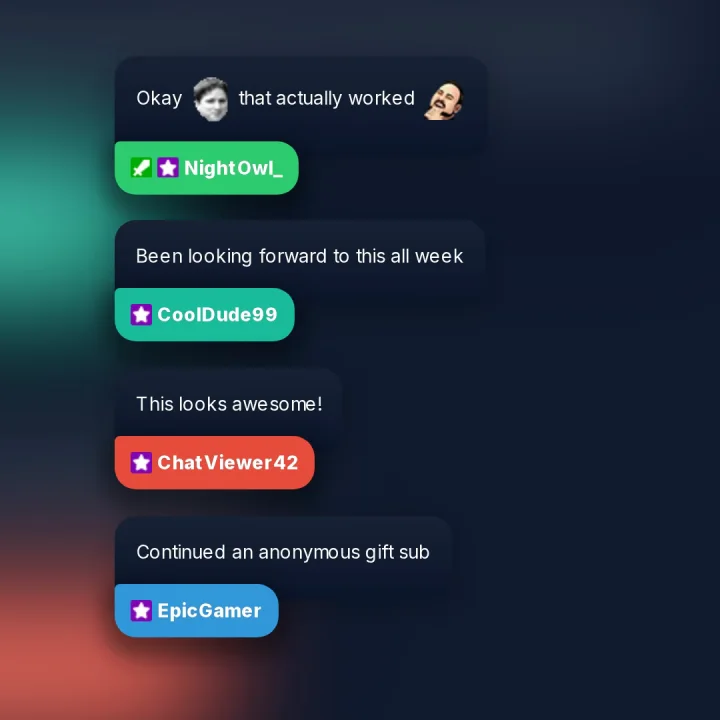 Okay that actually worked
NightOwl_
Been looking forward to this all week
CoolDude99
This looks awesome!
ChatViewer42
Continued an anonymous gift sub
EpicGamer